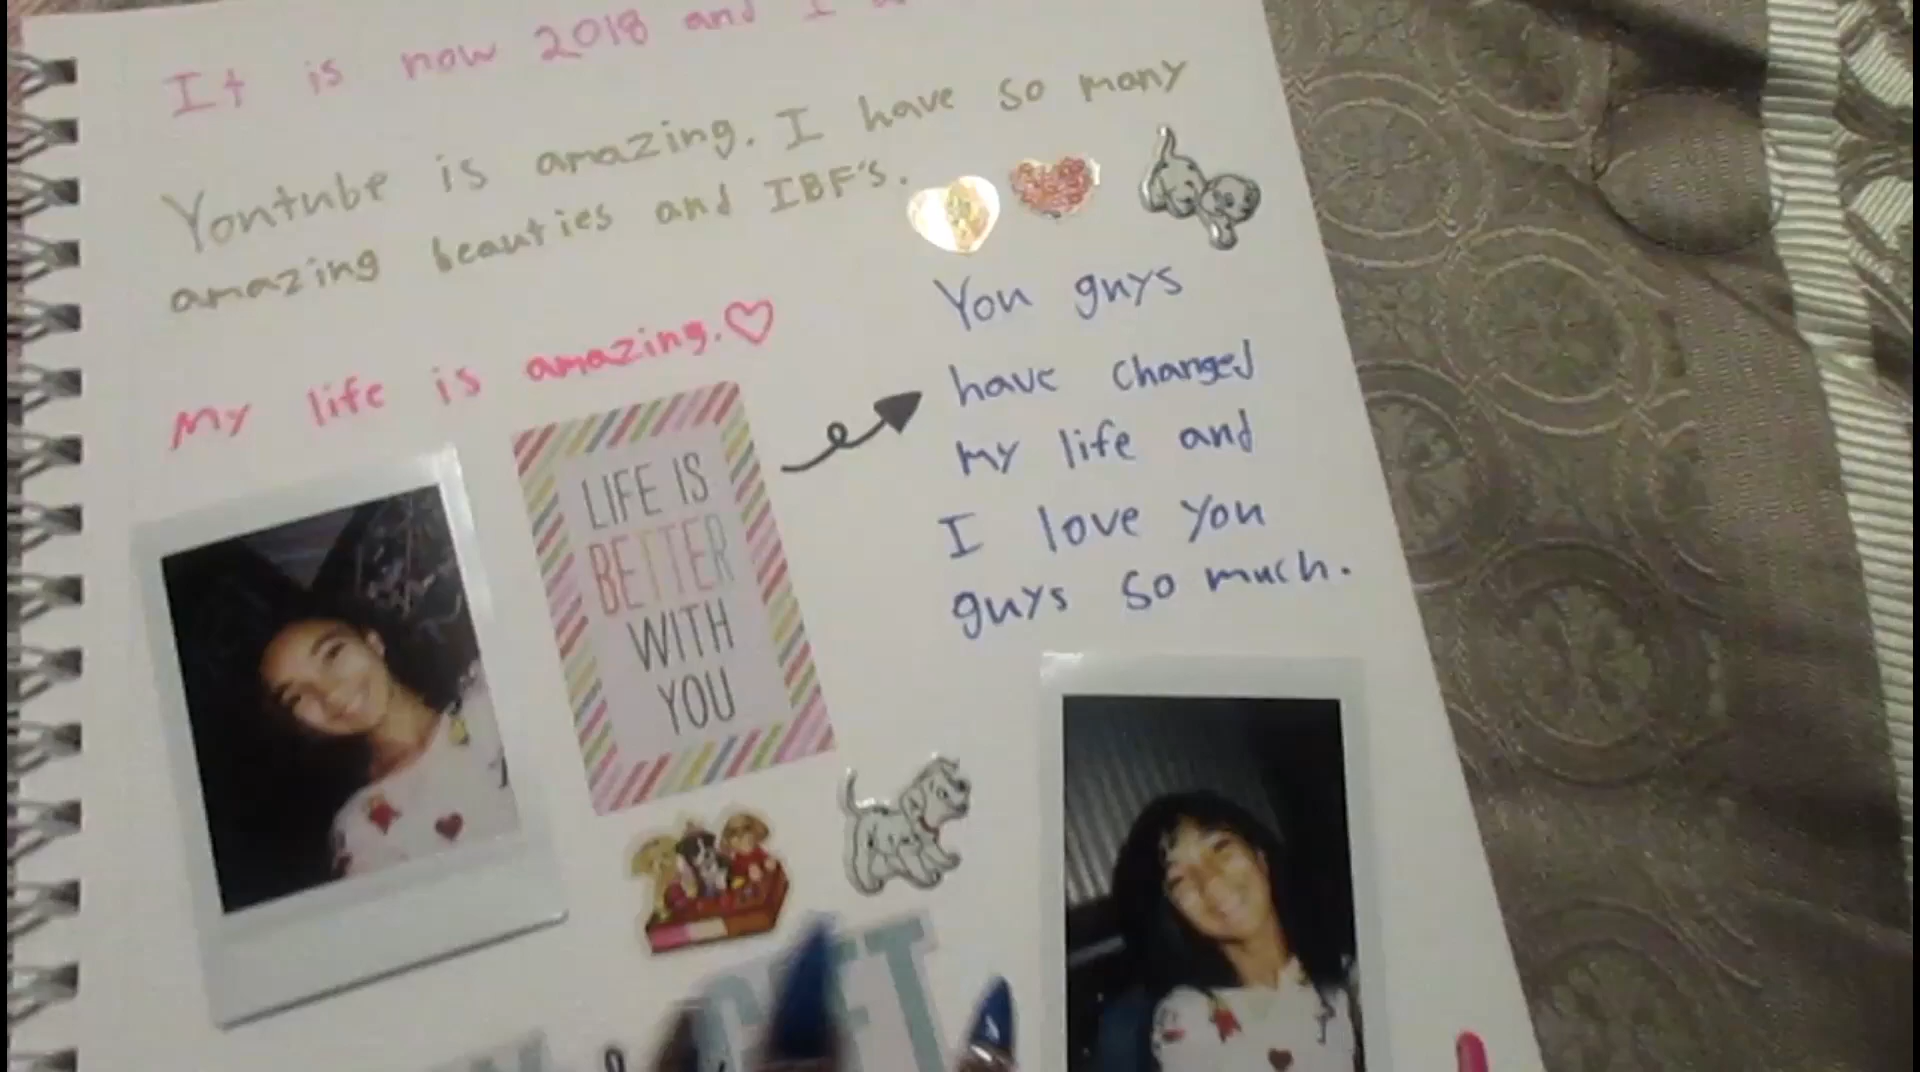 It is now 2018 and I
Yontube is amazing. I have so many
amazing beauties and IBF's.
My life is amazing.
You guys
have changed
my life and
I love you
guys so much.
LIFE IS
BETTER
WITH
YOU